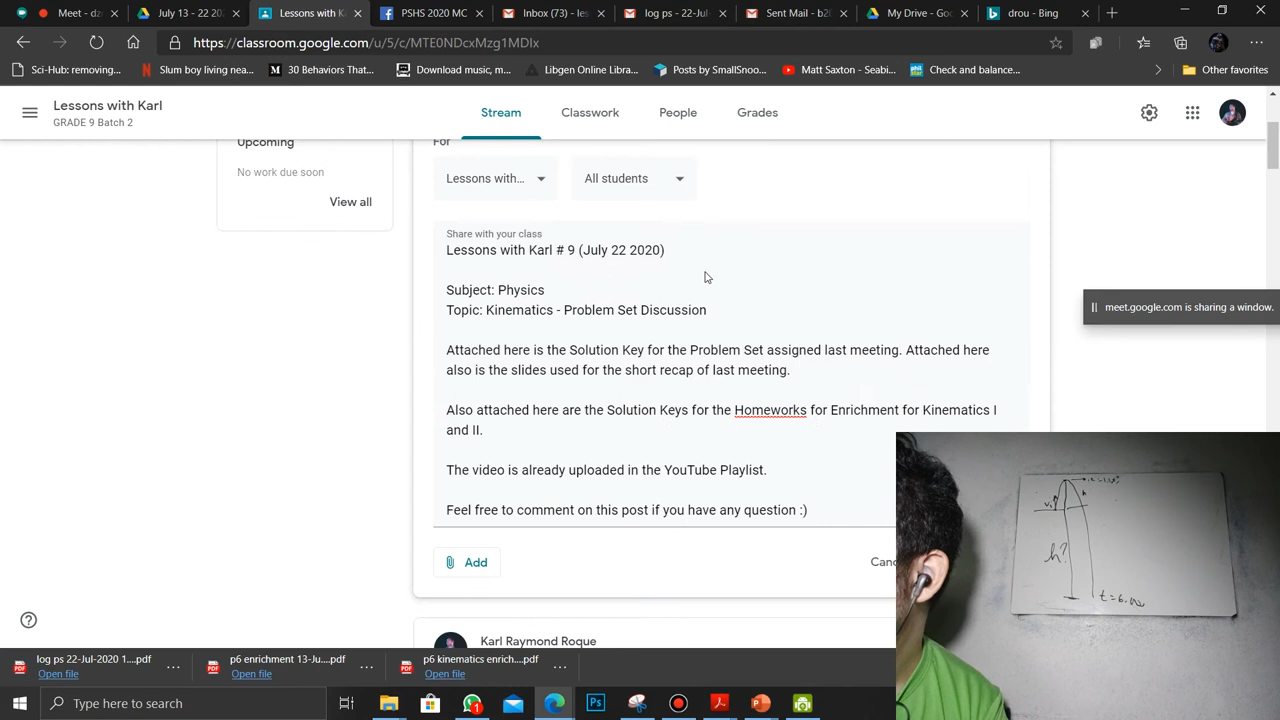 Meet - dz
July 13 - 22 20
Lessons with Ka
PSHS 2020 MC
Inbox (73) - les
log ps - 22-Jul
Sent Mail - b2
My Drive - Goo
drou - Bing
https://classroom.google.com/u/5/c/MTE0NDcxMzg1MDIx
Sci-Hub: removing...
Slum boy living nea...
30 Behaviors That...
Download music, m...
Libgen Online Libra...
Posts by SmallSnoo...
Matt Saxton - Seabi...
Check and balance...
Other favorites
Lessons with Karl
GRADE 9 Batch 2
Stream
Classwork
People
Grades
Upcoming
No work due soon
View all
For
Lessons with...
All students
Share with your class
Lessons with Karl # 9 (July 22 2020)
Subject: Physics
Topic: Kinematics - Problem Set Discussion
Attached here is the Solution Key for the Problem Set assigned last meeting. Attached here
also is the slides used for the short recap of last meeting.
Also attached here are the Solution Keys for the Homeworks for Enrichment for Kinematics I
and II.
The video is already uploaded in the YouTube Playlist.
Feel free to comment on this post if you have any question :)
Add
Canc
meet.google.com is sharing a window.
h?
Karl Raymond Roque
log ps 22-Jul-2020 1....pdf
Open file
p6 enrichment 13-Ju....pdf
Open file
p6 kinematics enrich....pdf
Open file
Type here to search